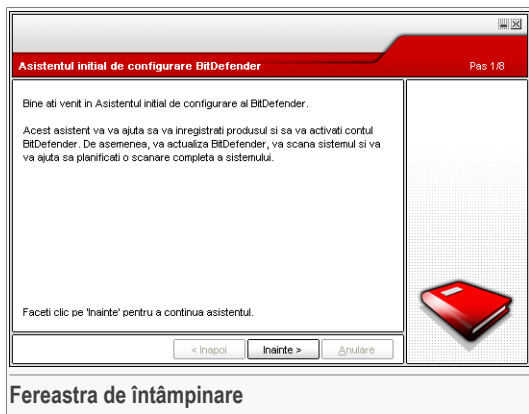 Asistentul initial de configurare BitDefender
Pas 1/8
Bine ati venit in Asistentul initial de configurare al BitDefender.
Acest asistent va va ajuta sa va inregistrati produsul si sa va activati contul
BitDefender. De asemenea, va actualiza BitDefender, va scana sistemul si va
va ajuta sa planificati o scanare completa a sistemului.
Faceti clic pe 'Inainte' pentru a continua asistentul.
< Inapoi
Inainte >
Anulare
Fereastra de întâmpinare